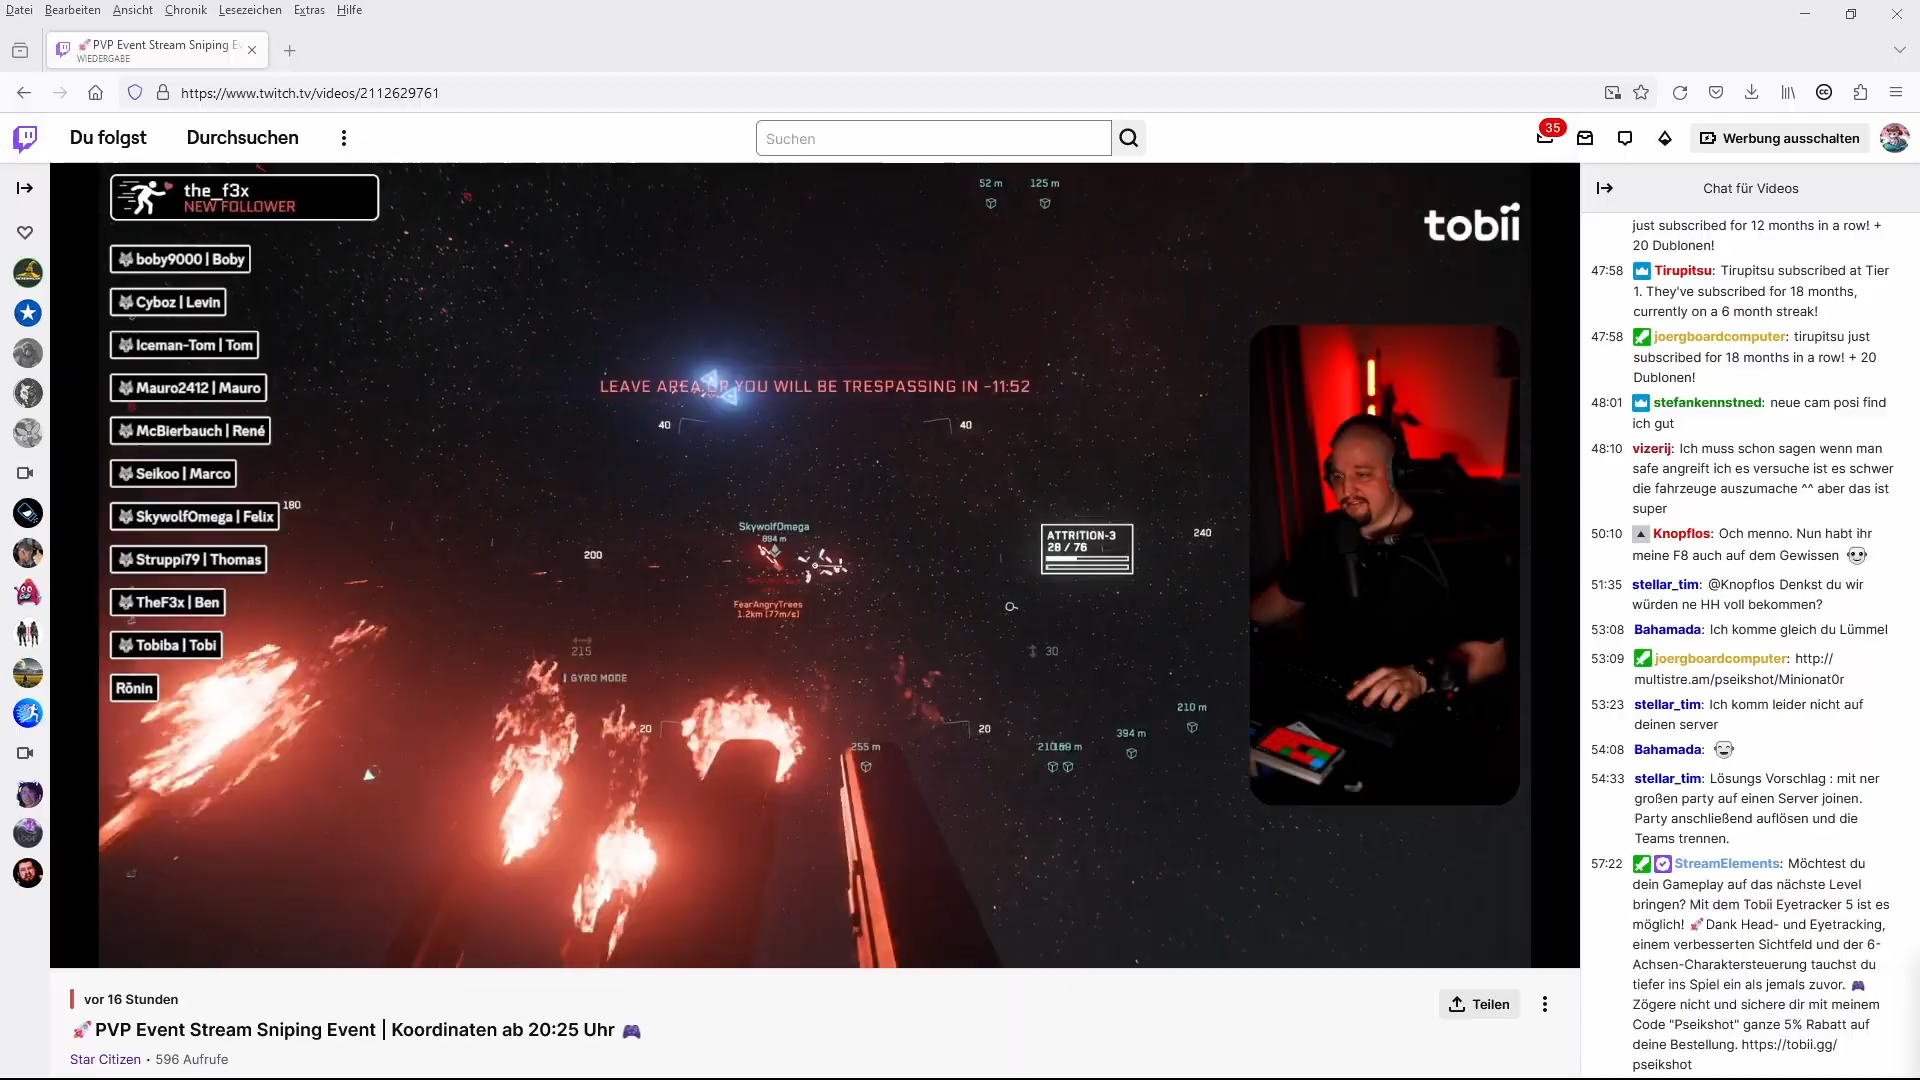 Datei Bearbeiten Ansicht Chronik Lesezeichen Extras Hilfe
PVP Event Stream Sniping Ev
WIEDERGABE
https://www.twitch.tv/videos/2112629761
Du folgst Durchsuchen
Suchen
35
Werbung ausschalten
the_f3x
NEW FOLLOWER
boby9000 | Boby
Cyboz | Levin
Iceman-Tom | Tom
Mauro2412 | Mauro
McBierbauch | René
Seikoo | Marco
SkywolfOmega | Felix
Struppi79 | Thomas
TheF3x | Ben
Tobiba | Tobi
Rōnin
52 m 125 m
tobii
LEAVE AREA OR YOU WILL BE TRESPASSING IN -11:52
40 40
180
SkywolfOmega
894 m
200
ATTRITION-3
28 / 76
240
FearAngryTrees
1.2km (77m/s)
215
30
GYRO MODE
20 20
210 m
394 m
255 m
Chat für Videos
just subscribed for 12 months in a row! +
20 Dublonen!
47:58 Tirupitsu: Tirupitsu subscribed at Tier
1. They've subscribed for 18 months,
currently on a 6 month streak!
47:58 joergboardcomputer: tirupitsu just
subscribed for 18 months in a row! + 20
Dublonen!
48:01 stefankennstned: neue cam posi find
ich gut
48:10 vizerij: Ich muss schon sagen wenn man
safe angreift ich es versuche ist es schwer
die fahrzeuge auszumache ^^ aber das ist
super
50:10 Knopflos: Och menno. Nun habt ihr
meine F8 auch auf dem Gewissen
51:35 stellar_tim: @Knopflos Denkst du wir
würden ne HH voll bekommen?
53:08 Bahamada: Ich komme gleich du Lümmel
53:09 joergboardcomputer: http://
multistre.am/pseikshot/Minionat0r
53:23 stellar_tim: Ich komm leider nicht auf
deinen server
54:08 Bahamada:
54:33 stellar_tim: Lösungs Vorschlag : mit ner
großen party auf einen Server joinen.
Party anschließend auflösen und die
Teams trennen.
57:22 StreamElements: Möchtest du
dein Gameplay auf das nächste Level
bringen? Mit dem Tobii Eyetracker 5 ist es
möglich! Dank Head- und Eyetracking,
einem verbesserten Sichtfeld und der 6-
Achsen-Charaktersteuerung tauchst du
tiefer ins Spiel ein als jemals zuvor.
Zögere nicht und sichere dir mit meinem
Code "Pseikshot" ganze 5% Rabatt auf
deine Bestellung. https://tobii.gg/
pseikshot
vor 16 Stunden
Teilen
PVP Event Stream Sniping Event | Koordinaten ab 20:25 Uhr
Star Citizen • 596 Aufrufe